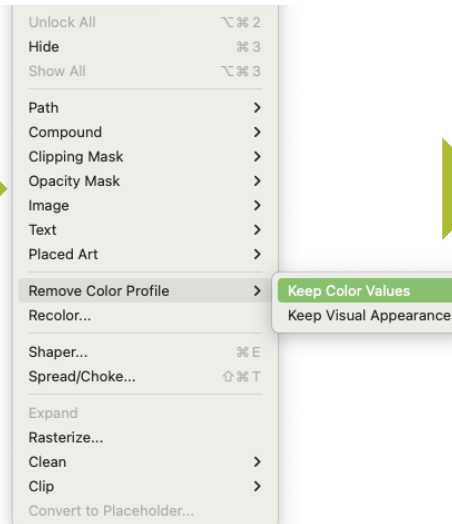 Unlock All ⌥⌘2
Hide ⌘3
Show All ⌥⌘3
Path
Compound
Clipping Mask
Opacity Mask
Image
Text
Placed Art
Remove Color Profile
Keep Color Values
Recolor...
Keep Visual Appearance
Shaper... ⌘E
Spread/Choke... ⇧⌘T
Expand
Rasterize...
Clean
Clip
Convert to Placeholder...